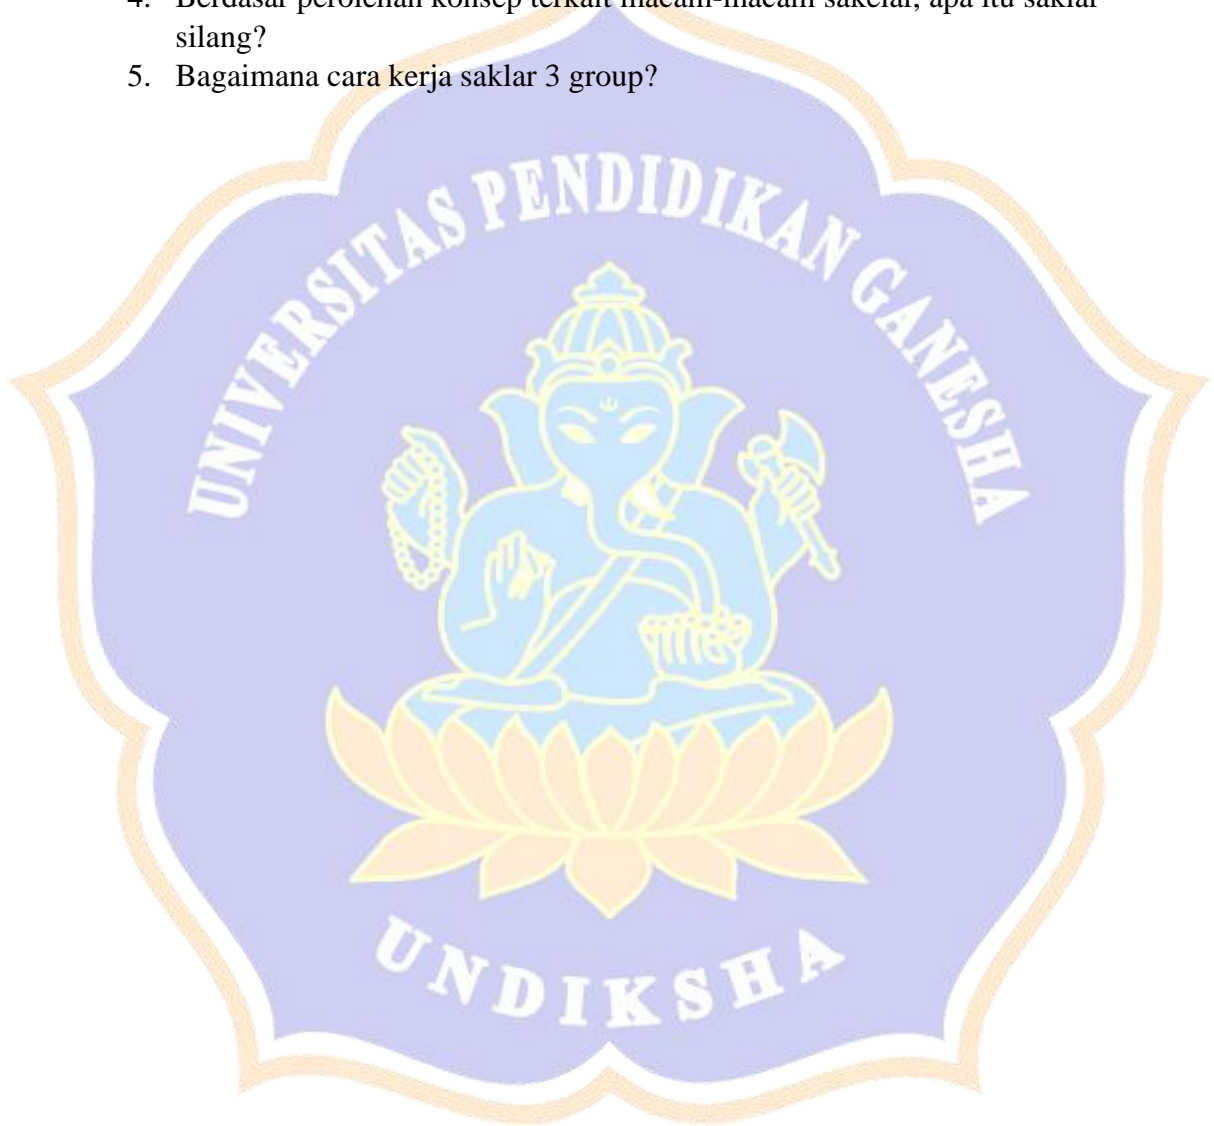 4. Berdasar perolehan konsep terkait macam-macam sakelar, apa itu saklar
silang?
5. Bagaimana cara kerja saklar 3 group?
UNIVERSITAS PENDIDIKAN GANESHA
UNDIKSHA